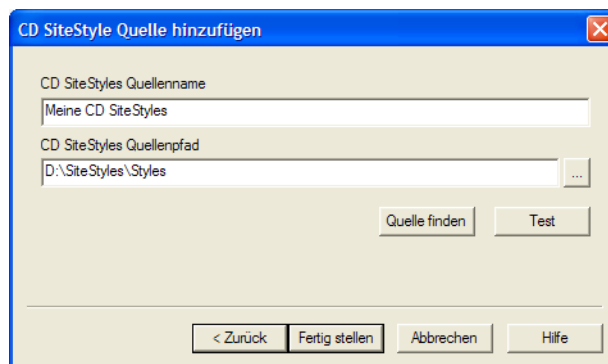 CD SiteStyle Quelle hinzufügen
CD SiteStyles Quellenname
Meine CD SiteStyles
CD SiteStyles Quellenpfad
D:\SiteStyles\Styles
...
Quelle finden Test
< Zurück Fertig stellen Abbrechen Hilfe